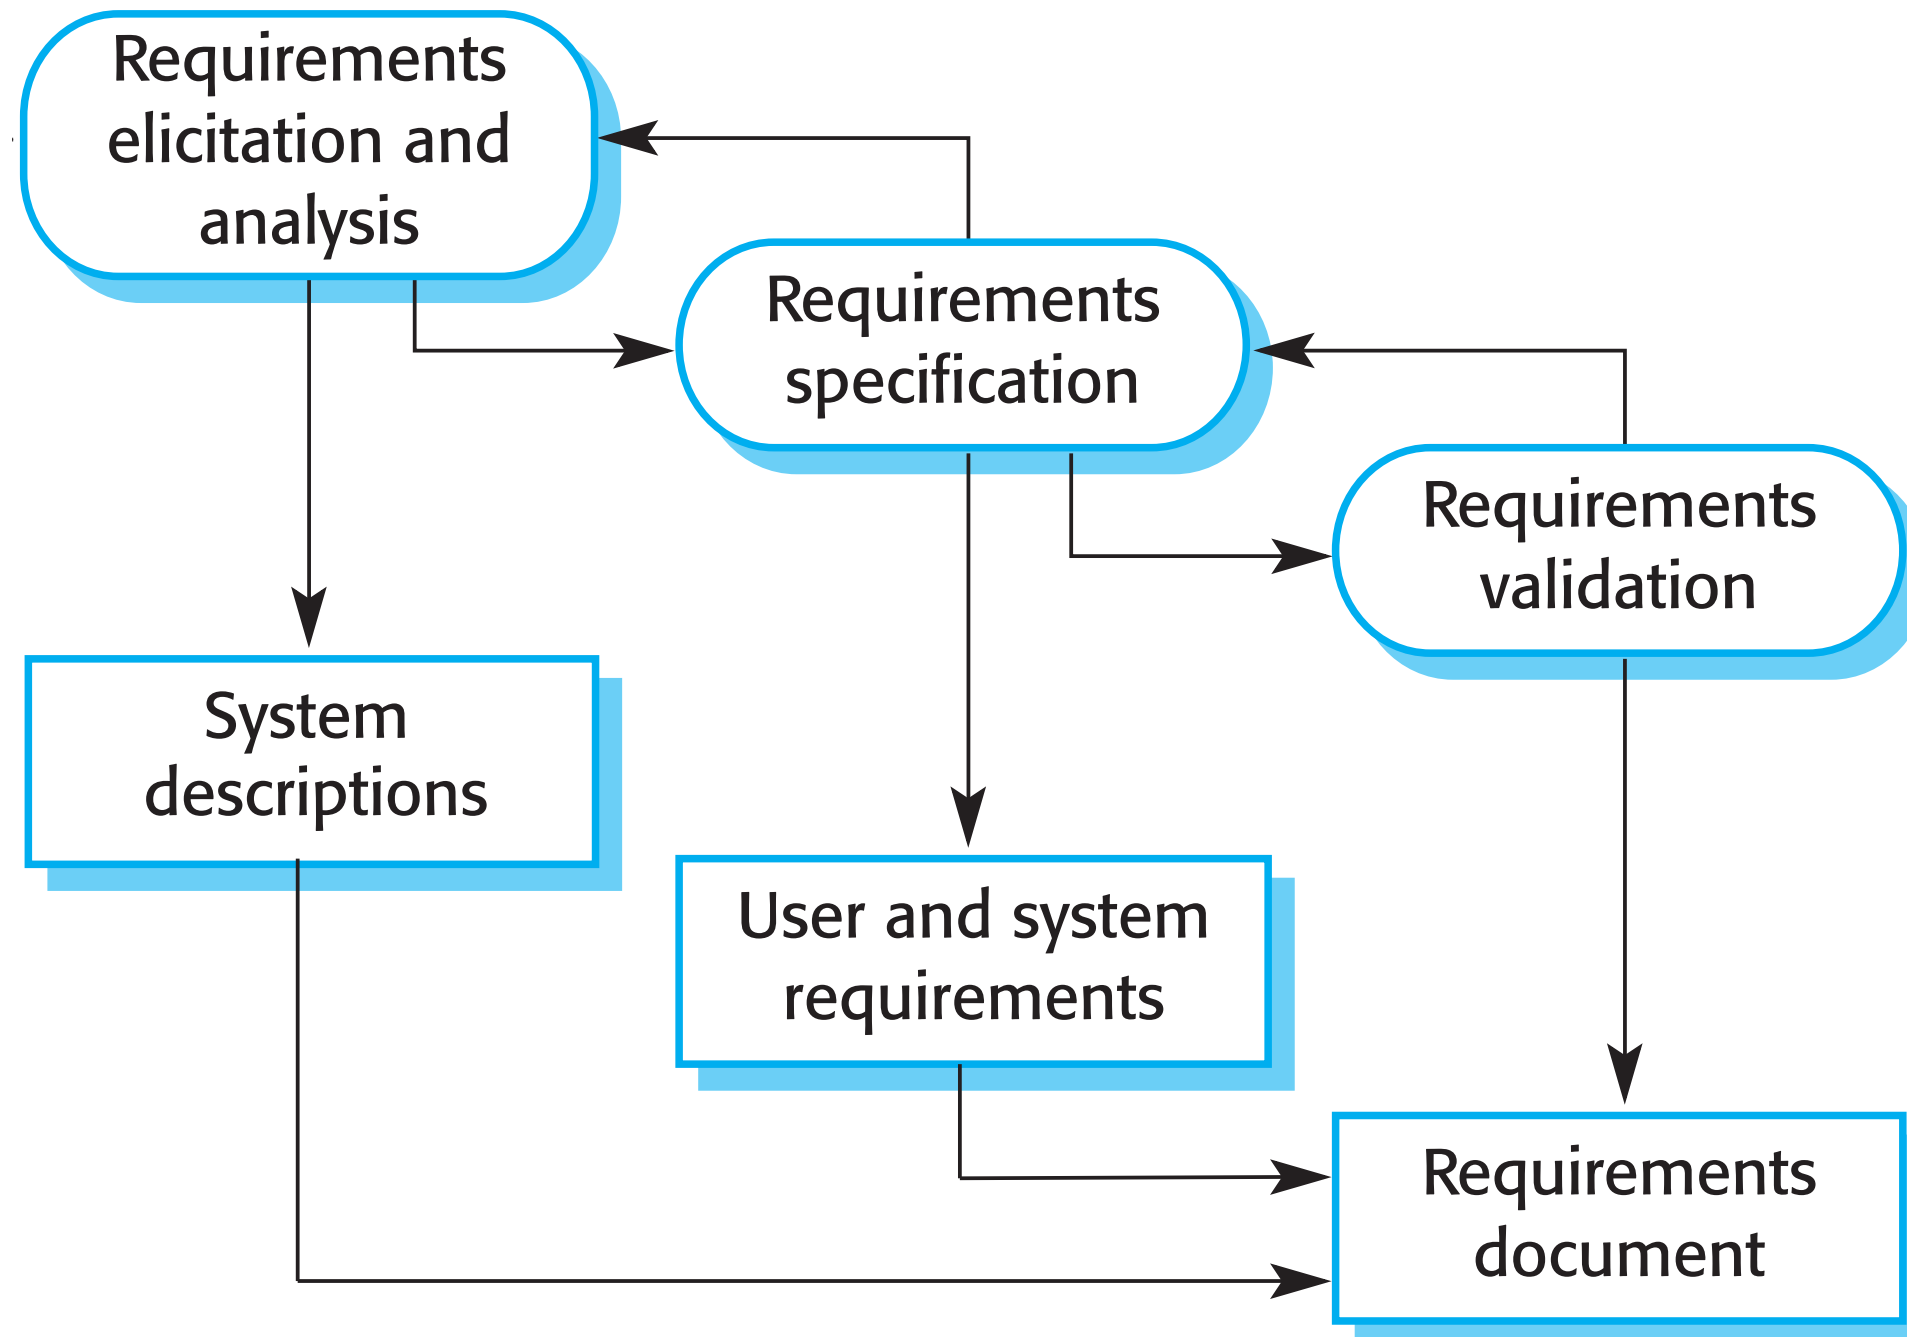 Requirements
elicitation and
analysis
Requirements
specification
Requirements
validation
System
descriptions
User and system
requirements
Requirements
document